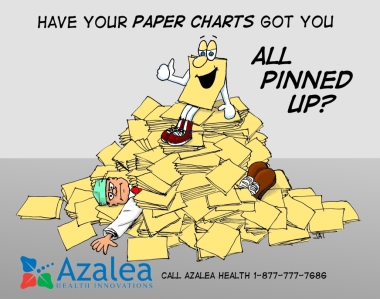 HAVE YOUR PAPER CHARTS GOT YOU
ALL
PINNED
UP?
Azalea
HEALTH INNOVATIONS
CALL AZALEA HEALTH 1-877-777-7686